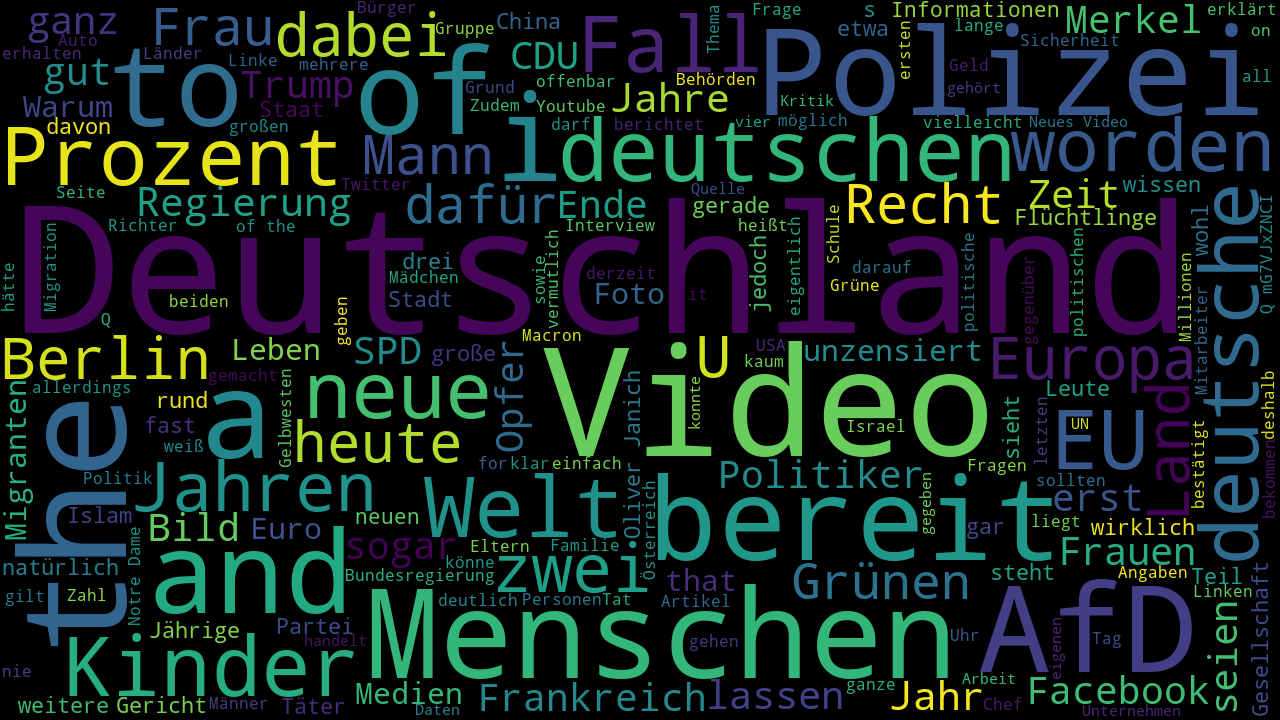 ganz
Frau
Bürger
dabei
Gruppe
China
Fall
Thema
Frage
s
Informationen
Merkel
erklärt
erhalten
Auto
Länder
Linke
mehrere
to
of
CDU
etwa
ersten
lange
Sicherheit
on
gut
Trump
Grund
offenbar
Behörden
Polizei
Geld
all
Warum
Staat
Zudem
Youtube
Jahre
Kritik
gehört
davon
großen
i
darf
berichtet
vier
möglich
vielleicht
Neues Video
Prozent
Mann
deutschen
worden
Seite
Twitter
Quelle
Zeit
wissen
Regierung
dafür
Ende
gerade
Recht
Flüchtlinge
Richter
of the
Interview
heißt
eigentlich
Schule
wohl
deutsche
Q mG7VJxZNCI
Deutschland
hätte
Migration
drei
Mädchen
sowie
vermutlich
derzeit
jedoch
darauf
politische
gegenüber
politischen
Millionen
Mitarbeiter
beiden
Stadt
Foto
it
Grüne
Q
geben
Macron
USA
Berlin
Leben
SPD
große
Video
U
kaum
unzensiert
Europa
allerdings
gemacht
neue
Opfer
konnte
Leute
Land
deshalb
the
rund
a
Gelbwesten
Oliver Janich
Israel
sieht
letzten
EU
UN
bestätigt
fast
weiß
heute
Migranten
Politik
for
klar
einfach
Politiker
Fragen
sollten
bekommen
Jahren
Welt
Österreich
bereit
gegeben
erst
Islam
Bild
Euro
neuen
gar
liegt
wirklich
Notre Dame
and
sogar
Eltern
Familie
Frauen
natürlich
Bundesregierung
könne
zwei
that
Grünen
steht
Angaben
Teil
gilt
Zahl
deutlich
Personen
Tat
Artikel
Linken
Gesellschaft
Jährige
Partei
Menschen
AfD
seien
handelt
gehen
Uhr
eigenen
Tag
nie
Kinder
weitere
Gericht
Männer
Täter
Medien
Daten
Frankreich
lassen
ganze
Jahr
Arbeit
Chef
Facebook
Unternehmen